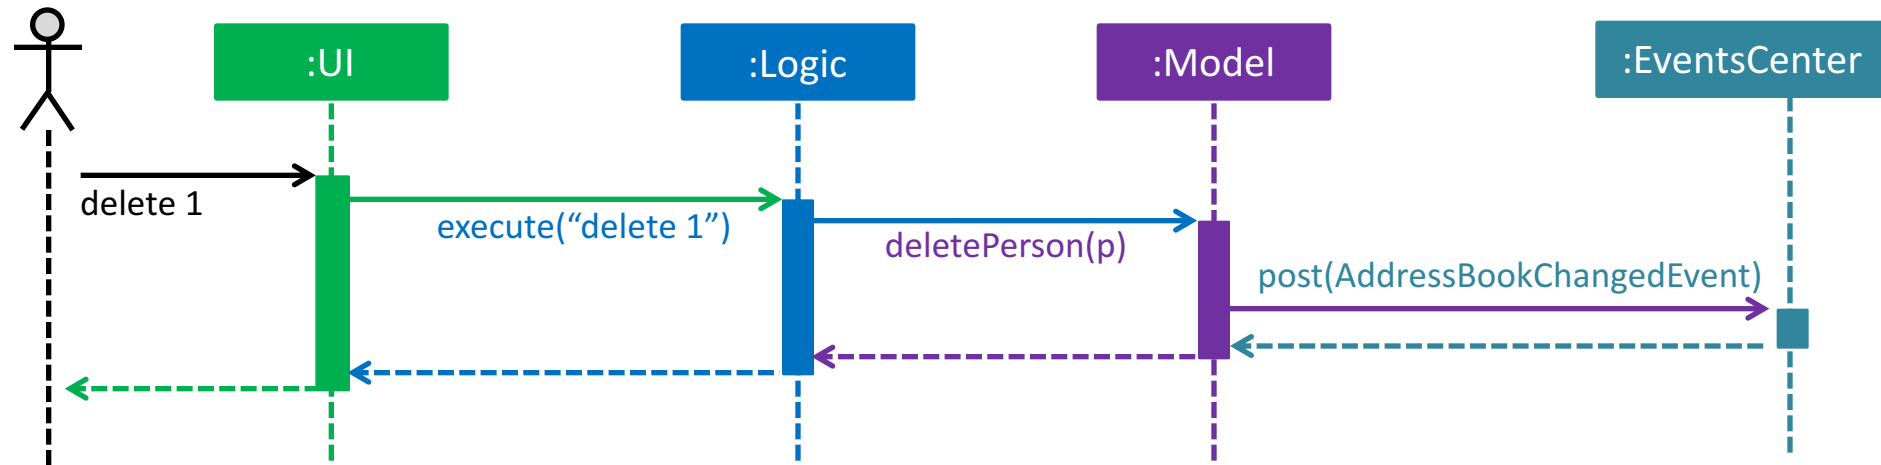 :UI
:Logic
:Model
:EventsCenter
delete 1
execute(“delete 1”)
deletePerson(p)
post(AddressBookChangedEvent)